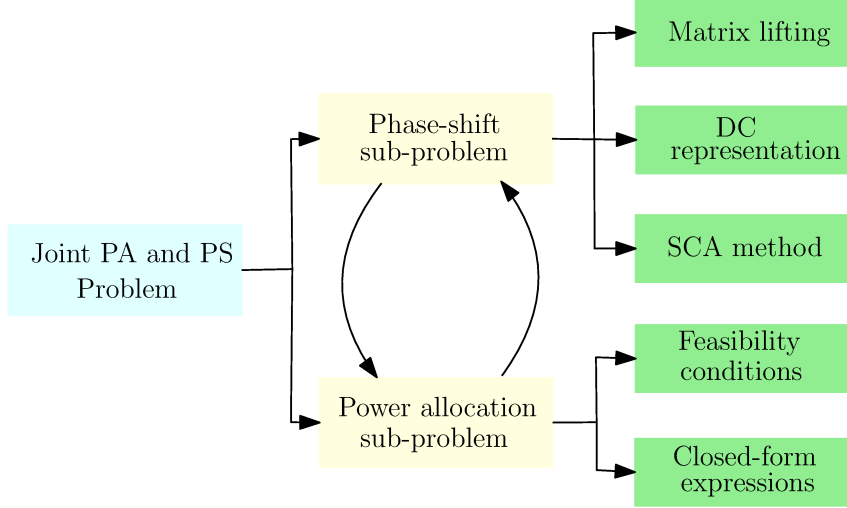 Joint PA and PS
Problem
Phase-shift
sub-problem
Power allocation
sub-problem
Matrix lifting
DC
representation
SCA method
Feasibility
conditions
Closed-form
expressions